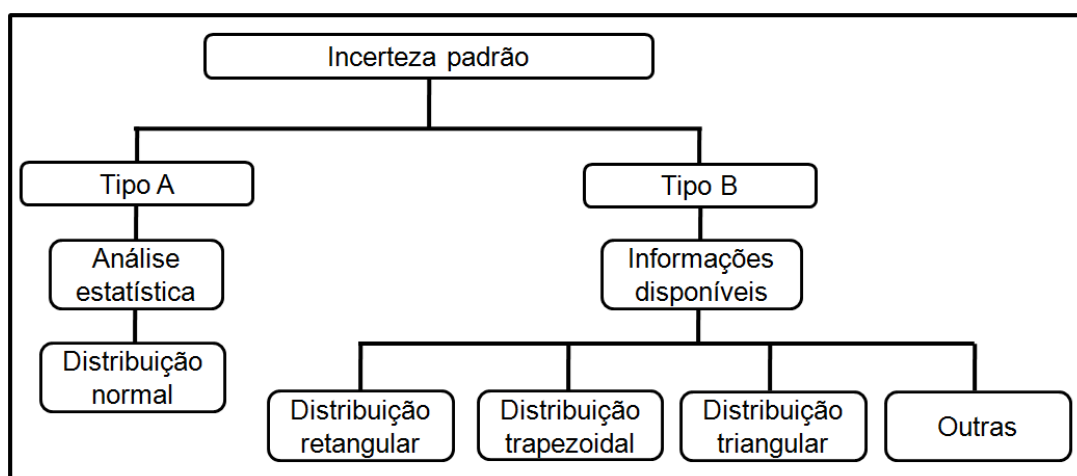 Incerteza padrão
Tipo A
Tipo B
Análise
estatística
Informações
disponíveis
Distribuição
normal
Distribuição
retangular
Distribuição
trapezoidal
Distribuição
triangular
Outras